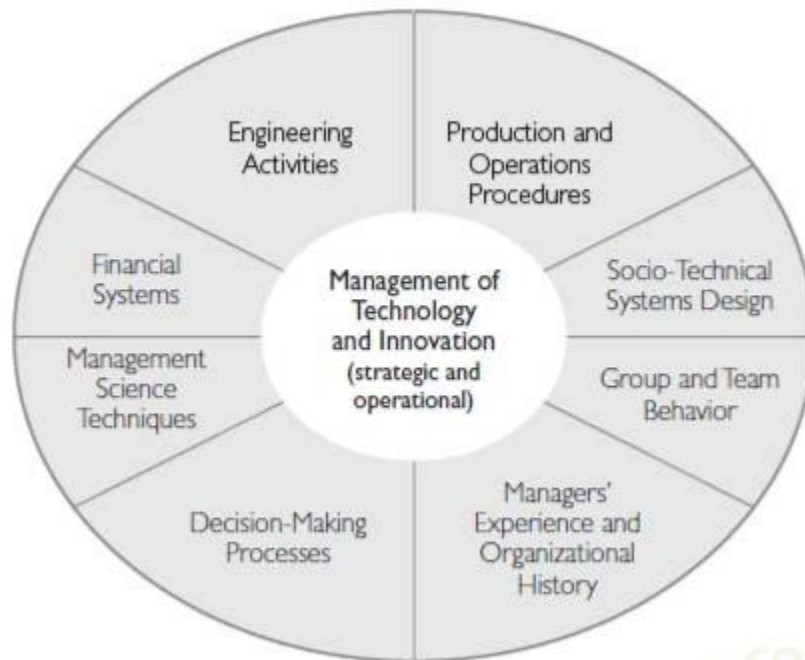 Engineering
Activities
Production and
Operations
Procedures
Financial
Systems
Management of
Technology
and Innovation
(strategic and
operational)
Socio-Technical
Systems Design
Management
Science
Techniques
Group and Team
Behavior
Decision-Making
Processes
Managers'
Experience and
Organizational
History